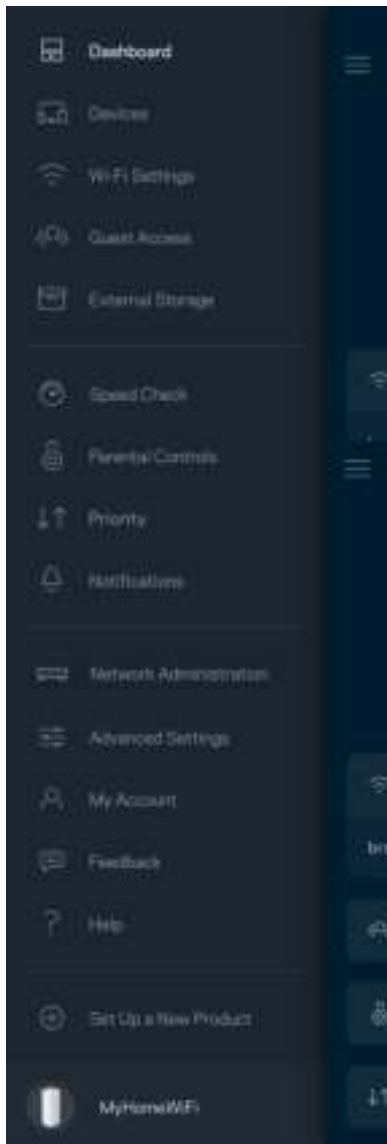 Dashboard
Devices
Wi-Fi Settings
Guest Access
External Storage
Speed Check
Parental Controls
Priority
Notifications
Network Administration
Advanced Settings
My Account
Feedback
Help
Set Up a New Product
MyHomeWiFi